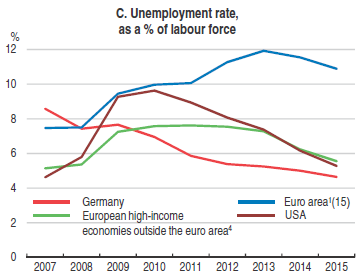 C. Unemployment rate,
as a % of labour force
%
12
10
8
6
4
2
0
Germany
European high-income
economies outside the euro area⁴
Euro area¹(15)
USA
2007 2008 2009 2010 2011 2012 2013 2014 2015